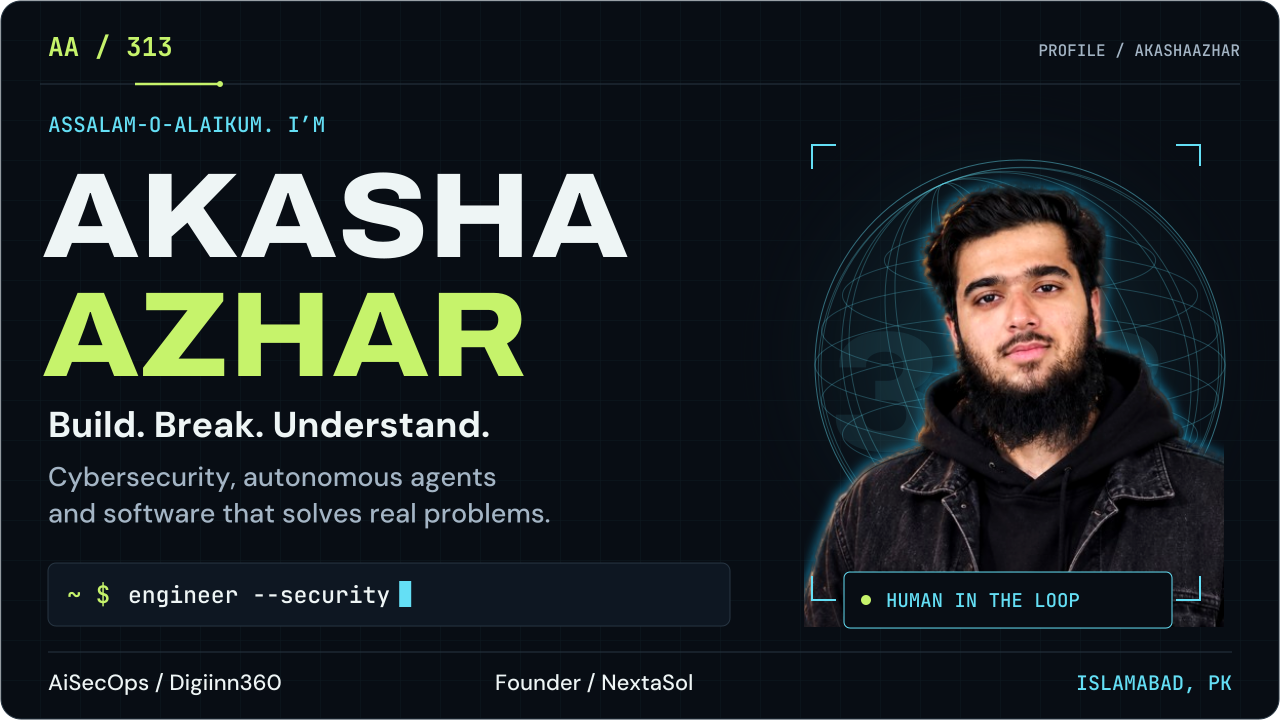 AA / 313
PROFILE / AKASHAAZHAR
ASSALAM-O-ALAIKUM. I’M
AKASHA
AZHAR
Build. Break. Understand.
Cybersecurity, autonomous agents
and software that solves real problems.
~ $ engineer --security
HUMAN IN THE LOOP
AiSecOps / Digiinn360
Founder / NextaSol
ISLAMABAD, PK